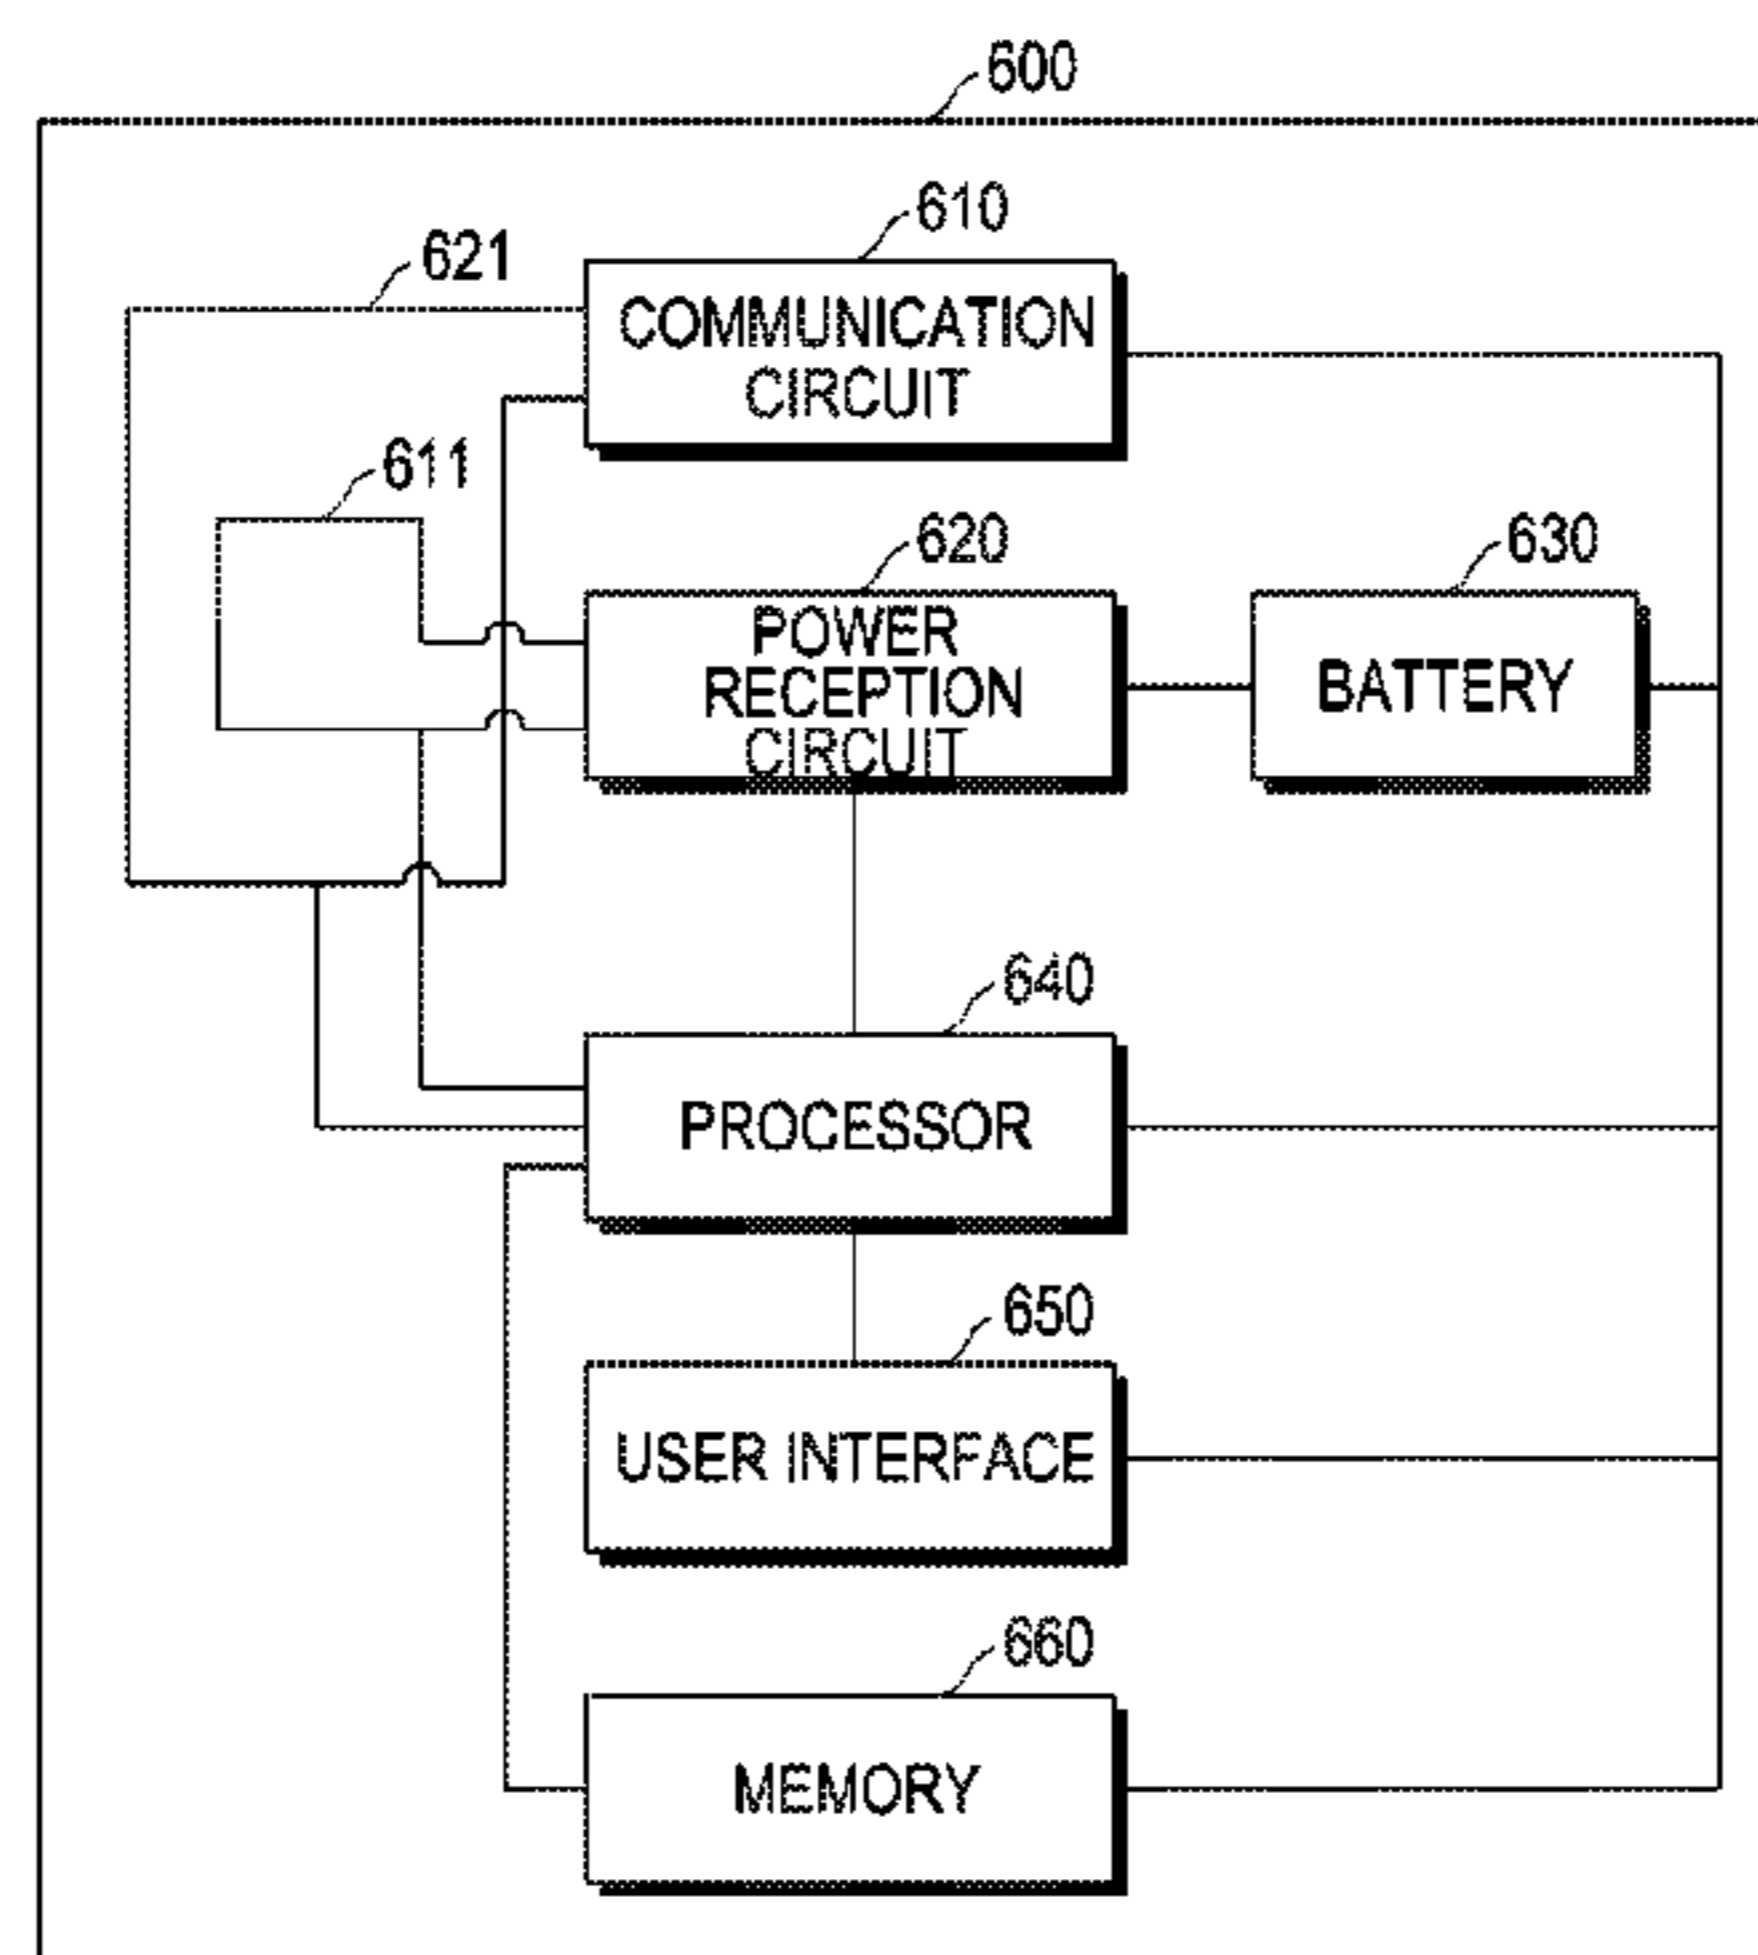 600
610
621
COMMUNICATION
CIRCUIT
611
620
630
POWER
RECEPTION
CIRCUIT
BATTERY
640
PROCESSOR
650
USER INTERFACE
660
MEMORY